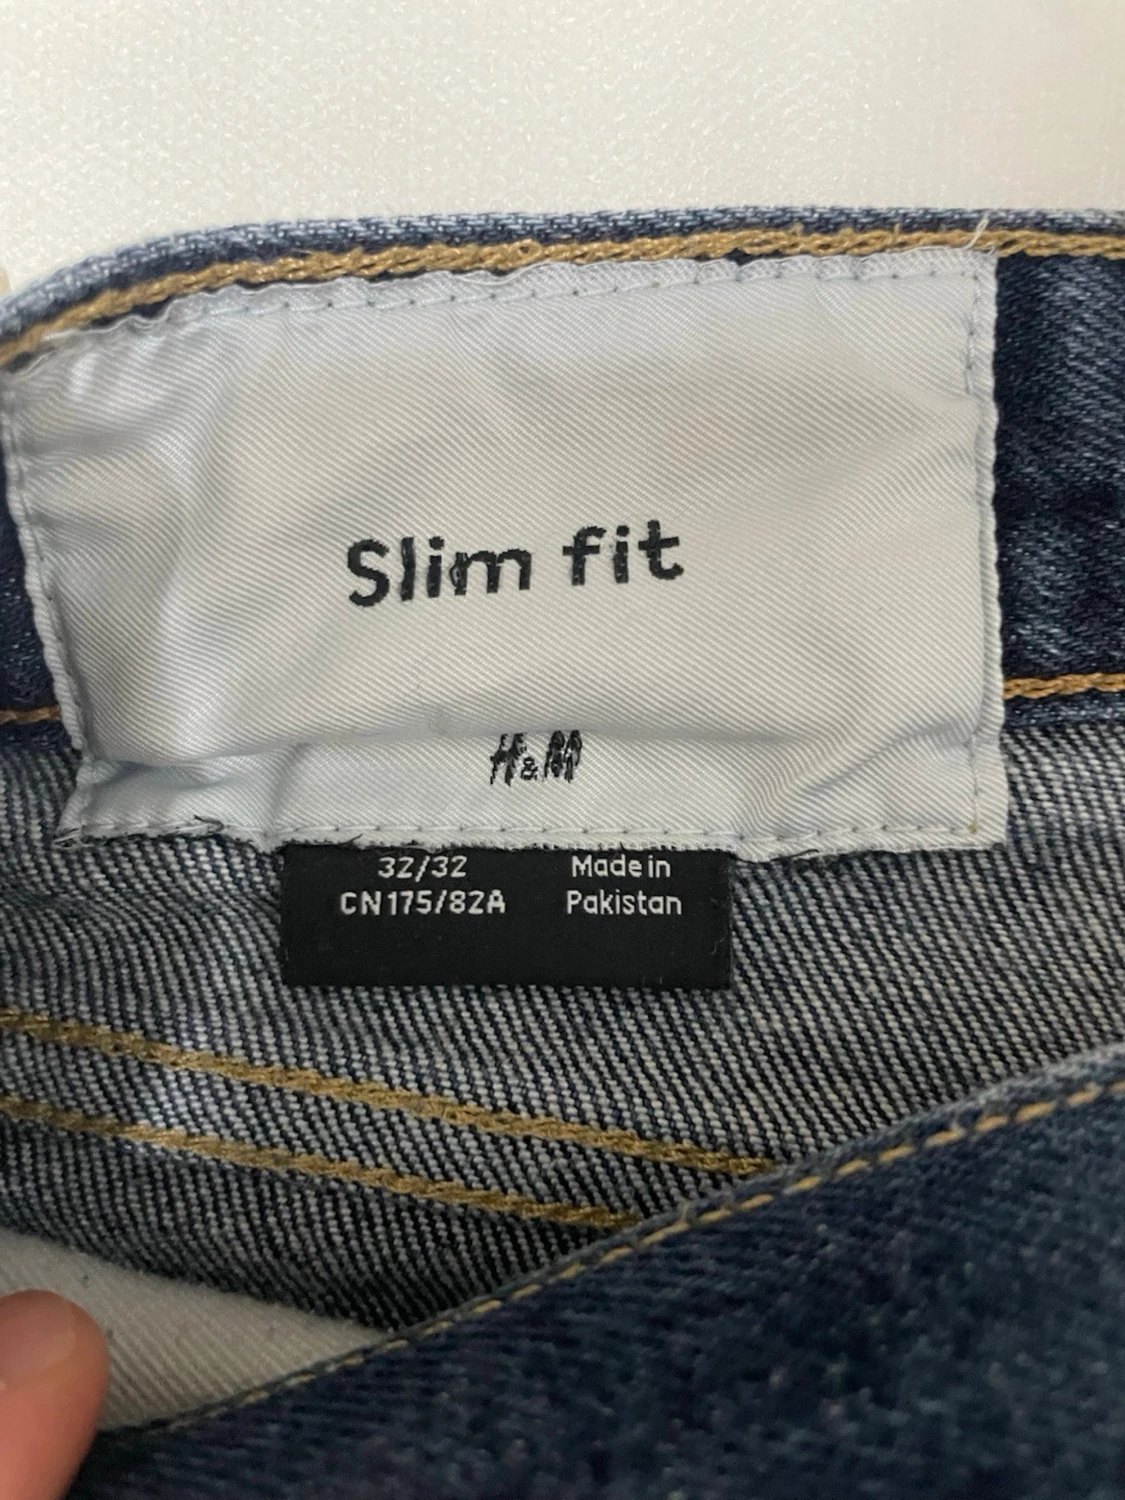 Slim fit
H&M
32/32
CN175/82A
Made in
Pakistan